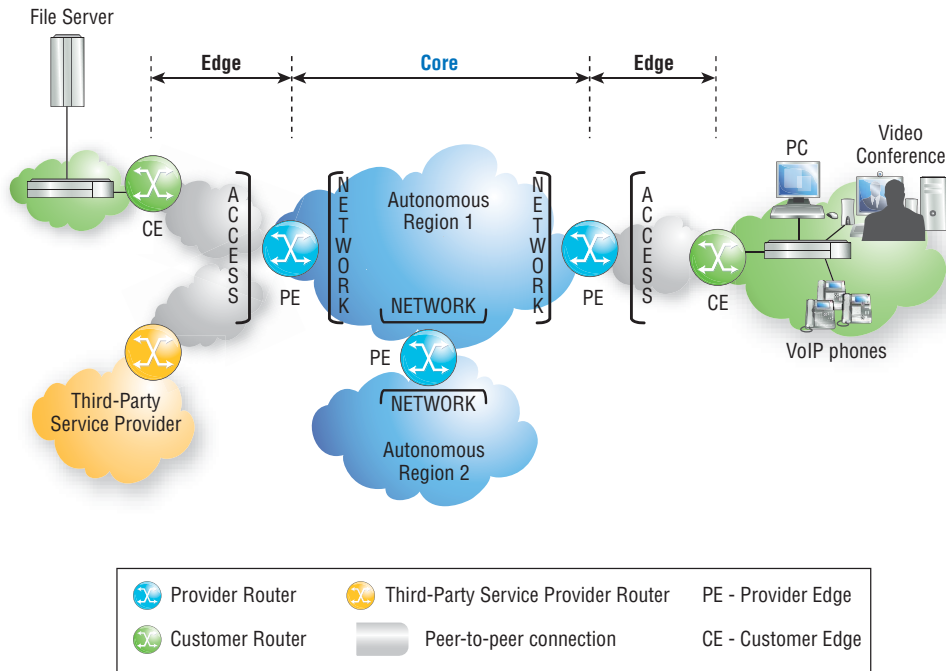 File Server
Edge
Core
Edge
PC
Video
Conference
CE
ACCESS
PE
NETWORK
Autonomous
Region 1
NETWORK
NETWORK
PE
ACCESS
CE
VoIP phones
PE
NETWORK
Autonomous
Region 2
Third-Party
Service Provider
Provider Router
Third-Party Service Provider Router
PE - Provider Edge
Customer Router
Peer-to-peer connection
CE - Customer Edge